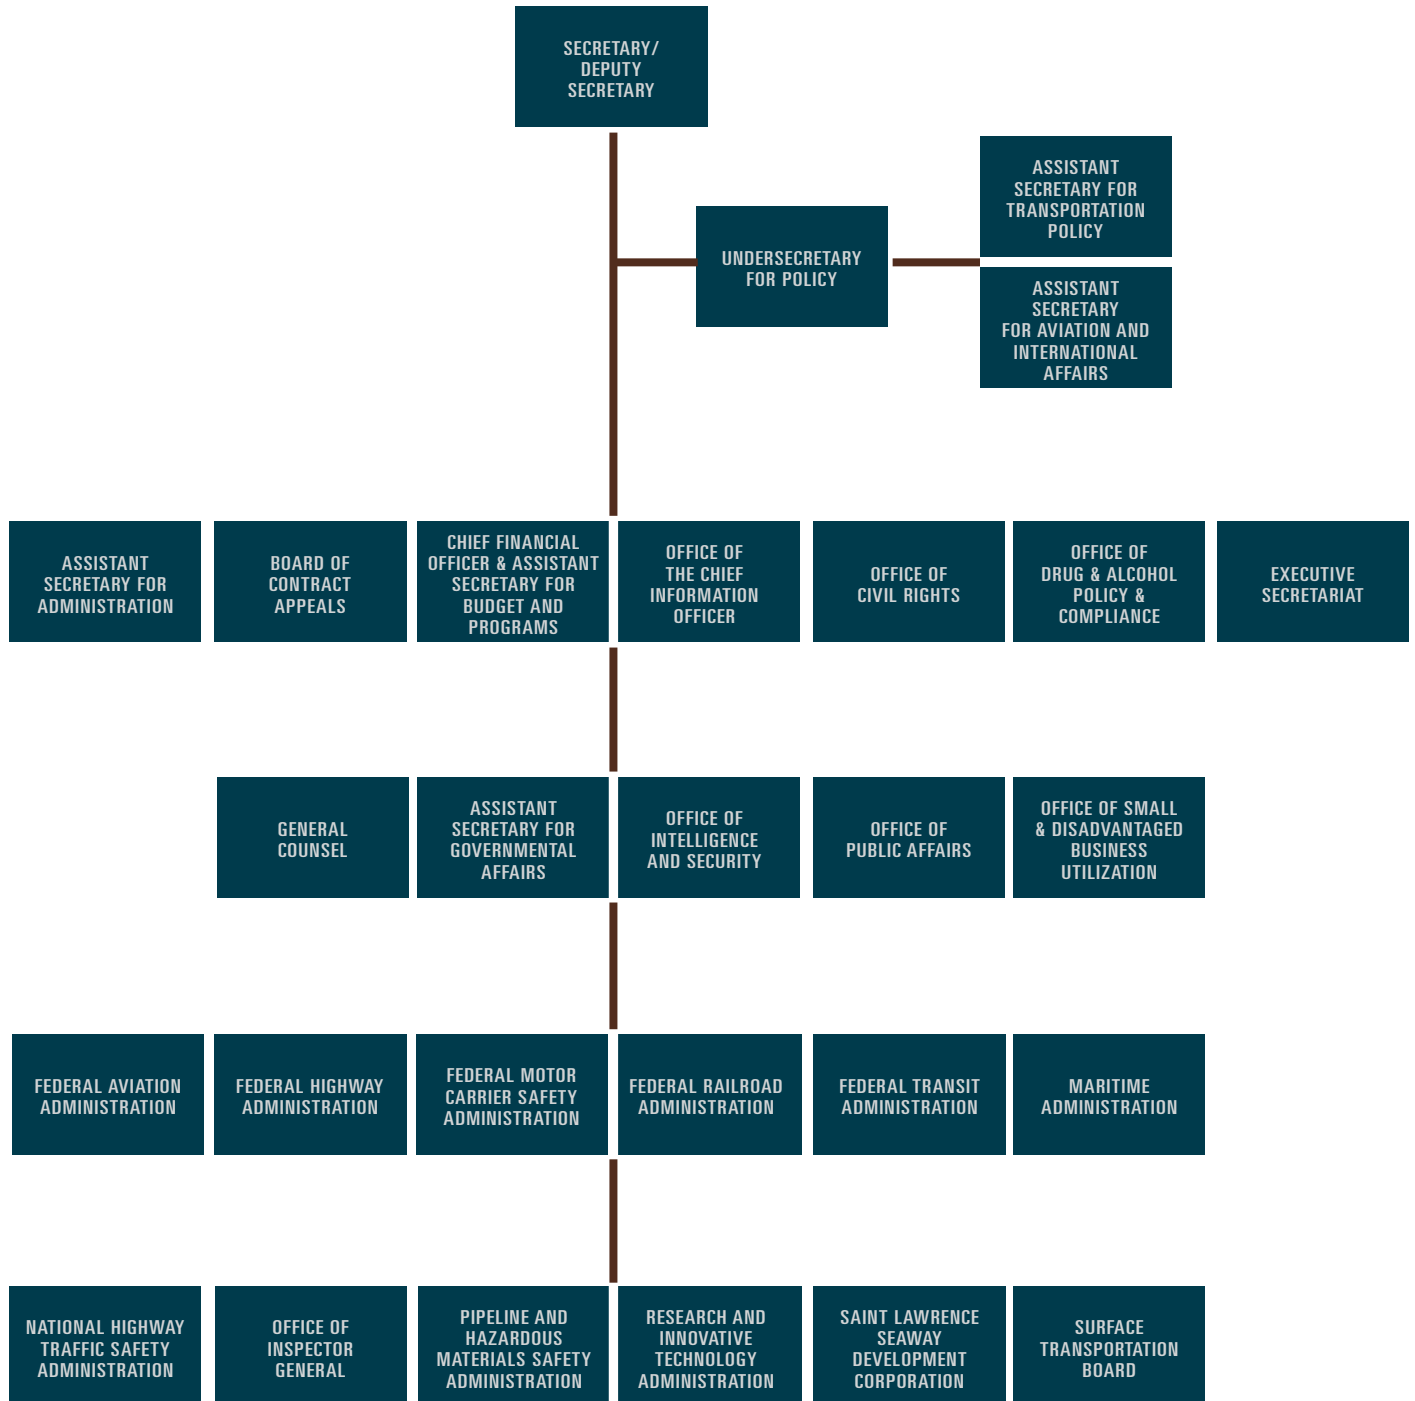 SECRETARY/
DEPUTY
SECRETARY
ASSISTANT
SECRETARY FOR
TRANSPORTATION
POLICY
UNDERSECRETARY
FOR POLICY
ASSISTANT
SECRETARY
FOR AVIATION AND
INTERNATIONAL
AFFAIRS
ASSISTANT
SECRETARY FOR
ADMINISTRATION
BOARD OF
CONTRACT
APPEALS
CHIEF FINANCIAL
OFFICER & ASSISTANT
SECRETARY FOR
BUDGET AND
PROGRAMS
OFFICE OF
THE CHIEF
INFORMATION
OFFICER
OFFICE OF
CIVIL RIGHTS
OFFICE OF
DRUG & ALCOHOL
POLICY &
COMPLIANCE
EXECUTIVE
SECRETARIAT
GENERAL
COUNSEL
ASSISTANT
SECRETARY FOR
GOVERNMENTAL
AFFAIRS
OFFICE OF
INTELLIGENCE
AND SECURITY
OFFICE OF
PUBLIC AFFAIRS
OFFICE OF SMALL
& DISADVANTAGED
BUSINESS
UTILIZATION
FEDERAL AVIATION
ADMINISTRATION
FEDERAL HIGHWAY
ADMINISTRATION
FEDERAL MOTOR
CARRIER SAFETY
ADMINISTRATION
FEDERAL RAILROAD
ADMINISTRATION
FEDERAL TRANSIT
ADMINISTRATION
MARITIME
ADMINISTRATION
NATIONAL HIGHWAY
TRAFFIC SAFETY
ADMINISTRATION
OFFICE OF
INSPECTOR
GENERAL
PIPELINE AND
HAZARDOUS
MATERIALS SAFETY
ADMINISTRATION
RESEARCH AND
INNOVATIVE
TECHNOLOGY
ADMINISTRATION
SAINT LAWRENCE
SEAWAY
DEVELOPMENT
CORPORATION
SURFACE
TRANSPORTATION
BOARD